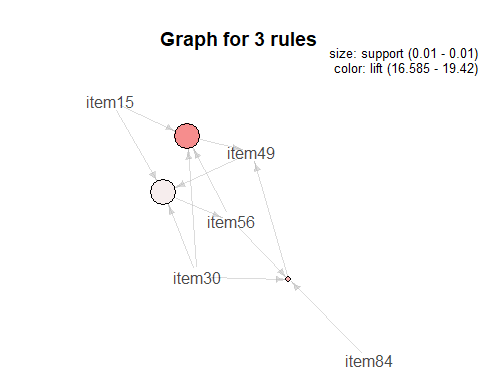 Graph for 3 rules
size: support (0.01 - 0.01)
color: lift (16.585 - 19.42)
item15
item49
item56
item30
item84